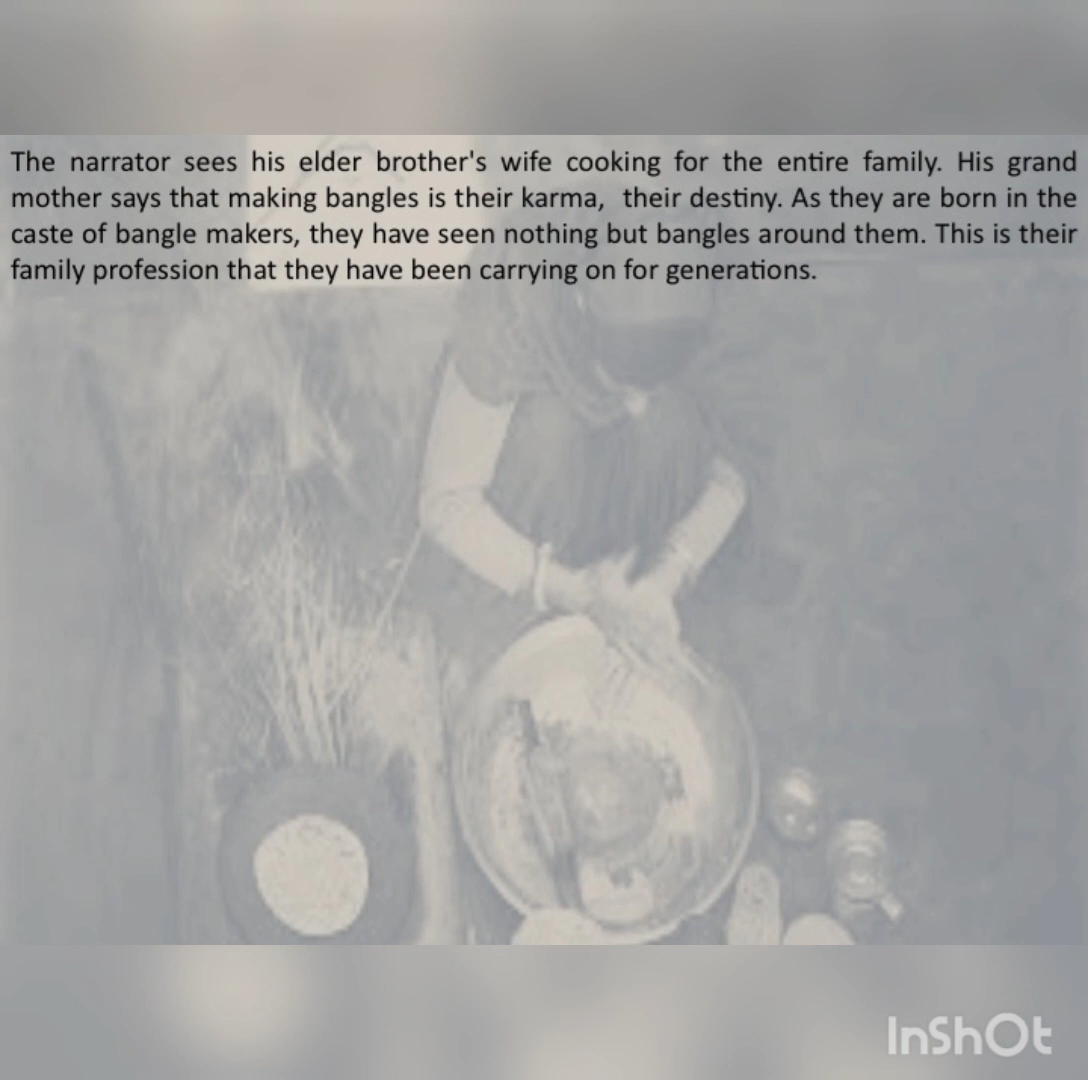 The narrator sees his elder brother's wife cooking for the entire family. His grand
mother says that making bangles is their karma, their destiny. As they are born in the
caste of bangle makers, they have seen nothing but bangles around them. This is their
family profession that they have been carrying on for generations.
InShOt